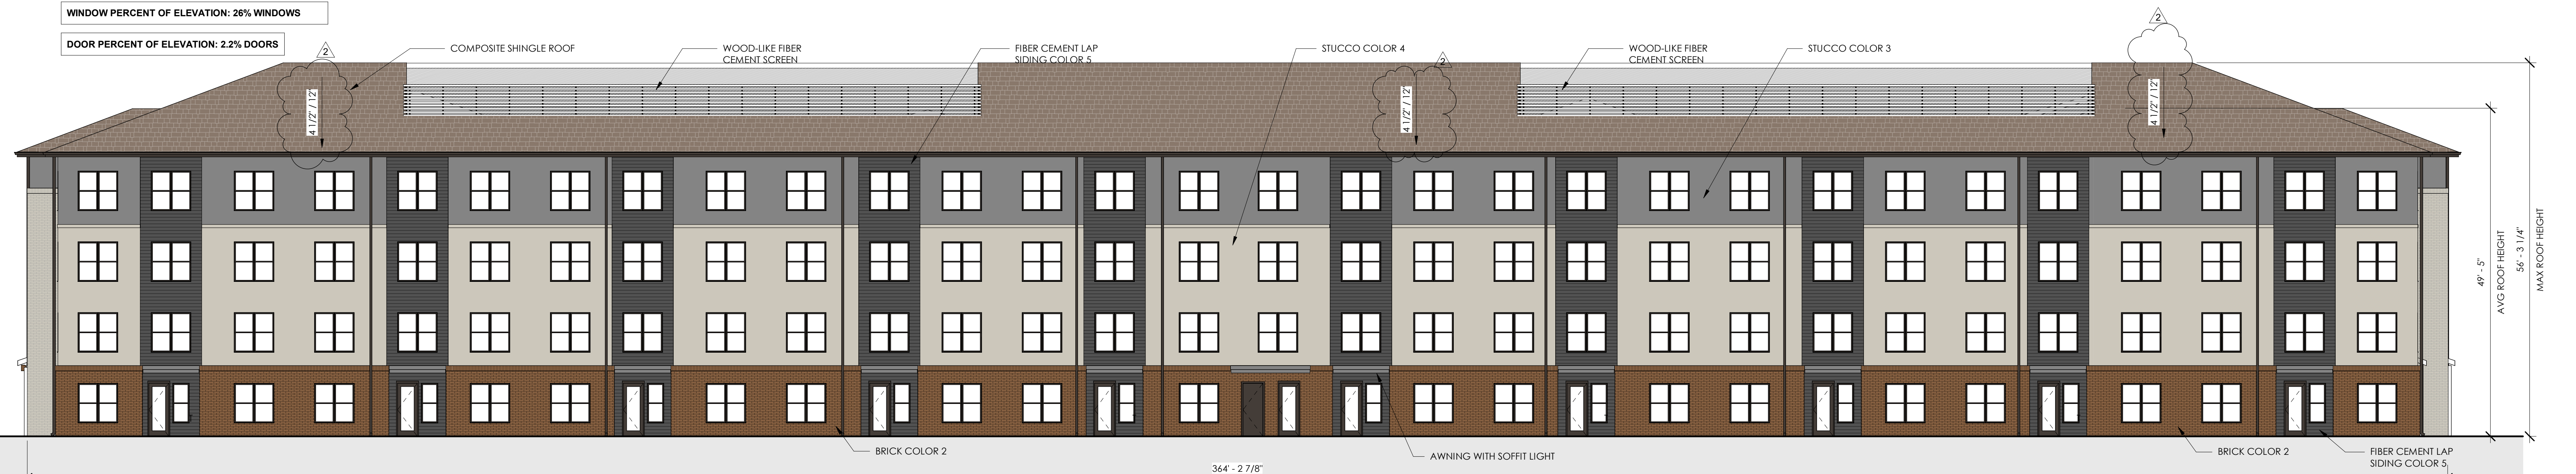 WINDOW PERCENT OF ELEVATION: 26% WINDOWS
DOOR PERCENT OF ELEVATION: 2.2% DOORS
2
COMPOSITE SHINGLE ROOF
WOOD-LIKE FIBER
CEMENT SCREEN
FIBER CEMENT LAP
SIDING COLOR 5
STUCCO COLOR 4
2
WOOD-LIKE FIBER
CEMENT SCREEN
STUCCO COLOR 3
2
4 1/2" / 12"
4 1/2" / 12"
4 1/2" / 12"
49' - 5"
AVG ROOF HEIGHT
56' - 3 1/4"
MAX ROOF HEIGHT
BRICK COLOR 2
AWNING WITH SOFFIT LIGHT
BRICK COLOR 2
FIBER CEMENT LAP
SIDING COLOR 5
364' - 2 7/8"